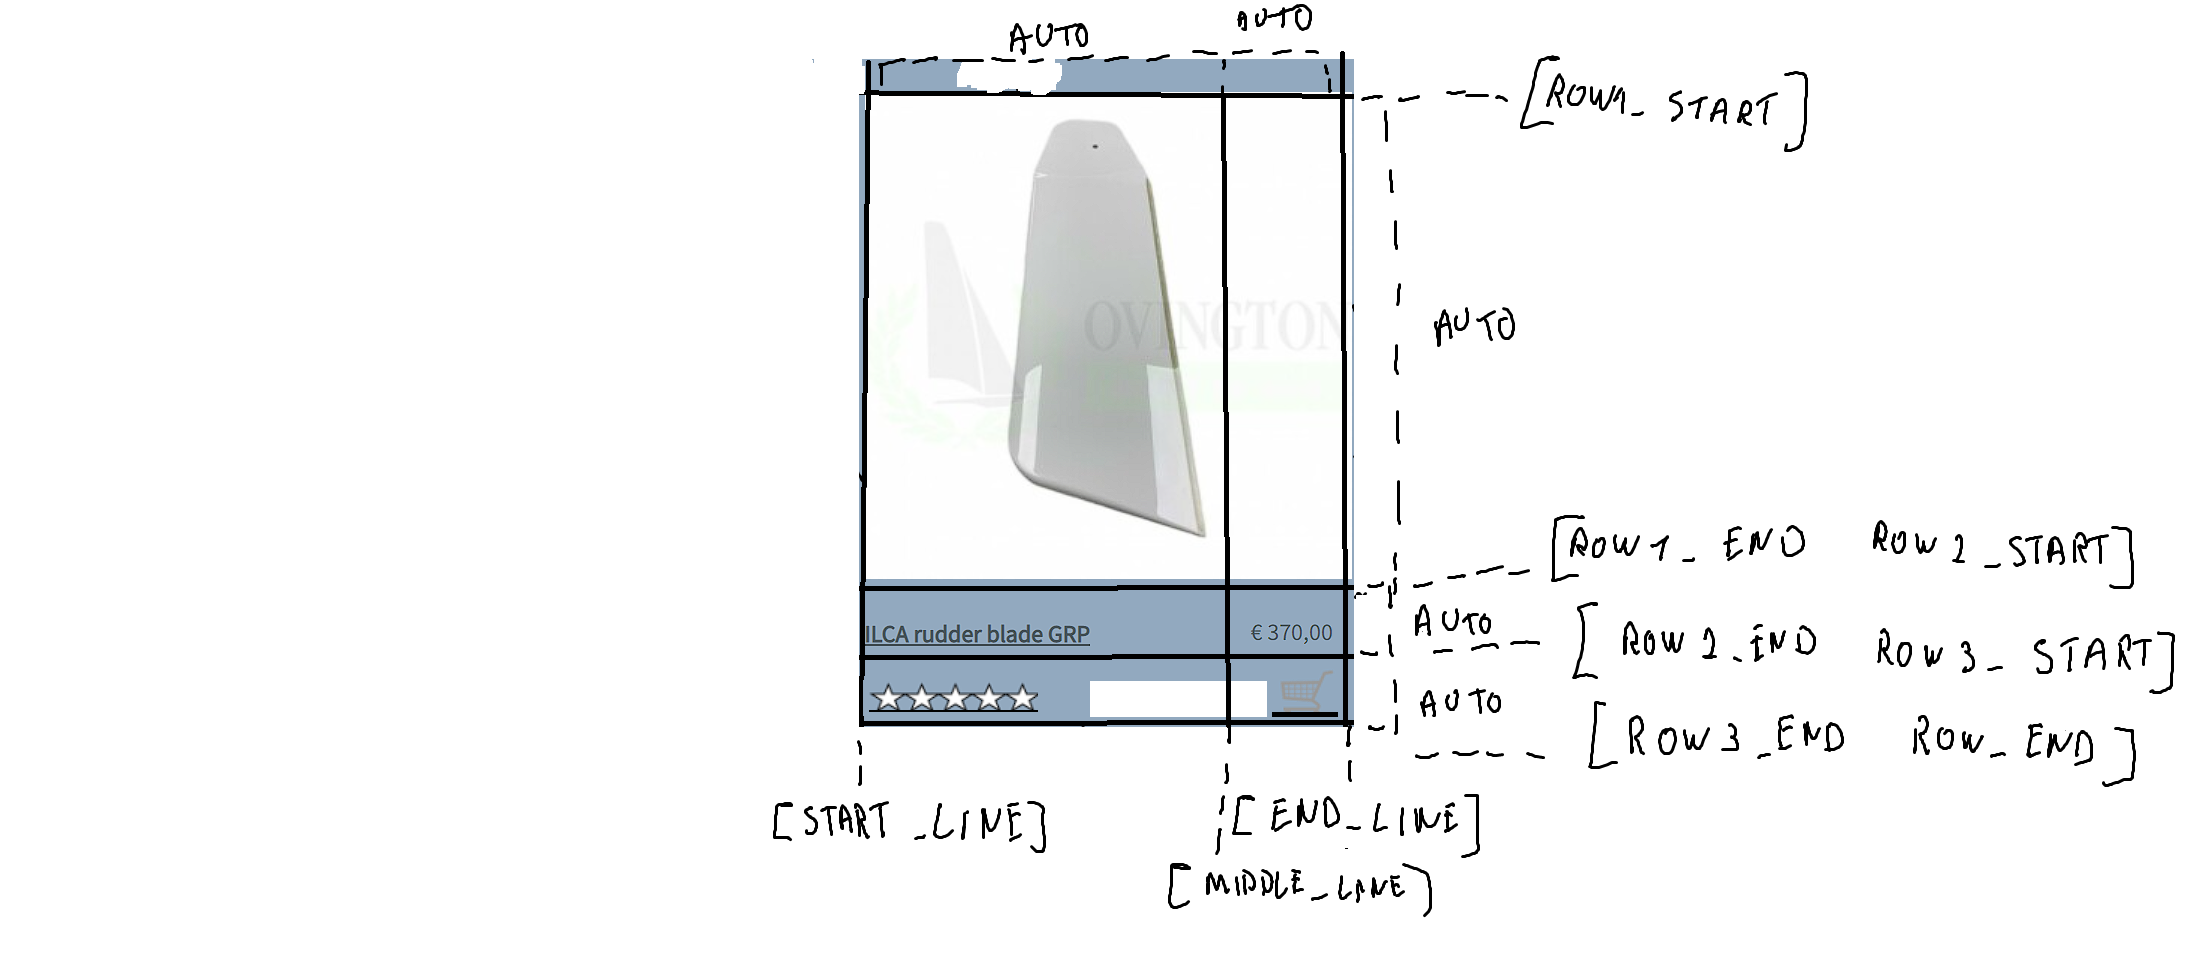 AUTO AUTO
[ROW1_START]
OVINGTON
AUTO
[ROW1_END ROW2_START]
ILCA rudder blade GRP € 370,00
AUTO
[ROW2_END ROW3_START]
AUTO
[ROW3_END ROW_END]
[START_LINE] [END_LINE]
[MIDDLE_LINE]